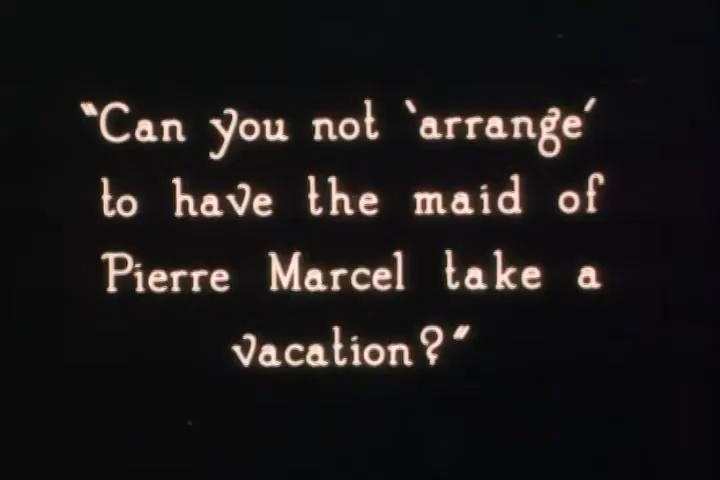 "Can you not 'arrange'
to have the maid of
Pierre Marcel take a
vacation?"